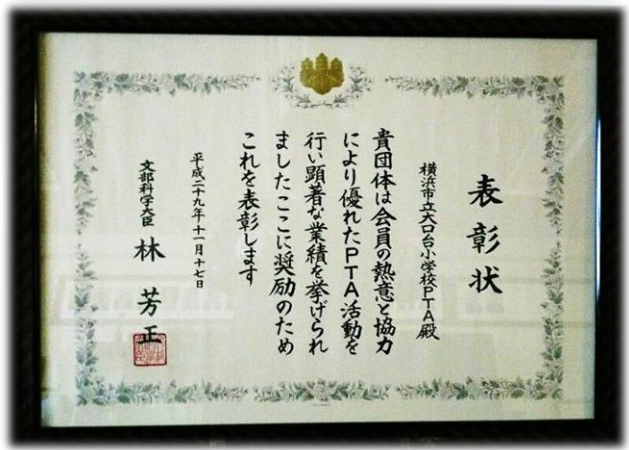 表彰状
横浜市立大口台小学校PTA殿
貴団体は会員の熱意と協力
により優れたPTA活動を
行い顕著な業績を挙げられ
ましたここに奨励のため
これを表彰します
平成二十九年十一月十七日
文部科学大臣 林芳正